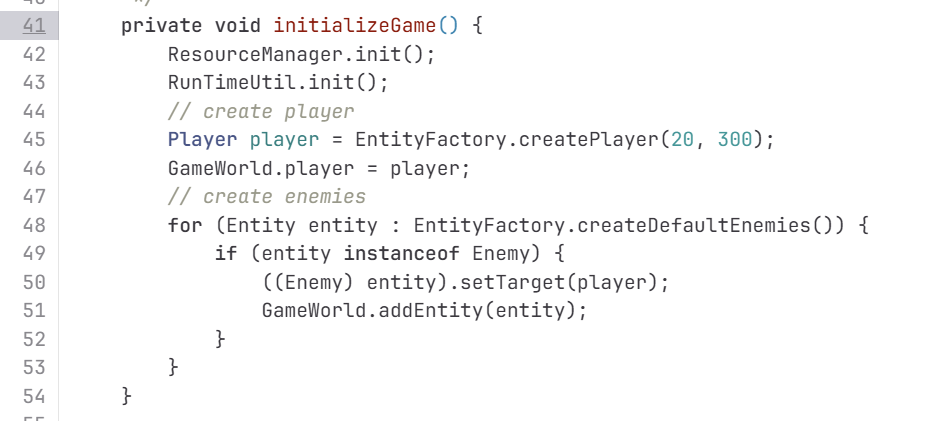 */
41 private void initializeGame() {
42 ResourceManager.init();
43 RunTimeUtil.init();
44 // create player
45 Player player = EntityFactory.createPlayer(20, 300);
46 GameWorld.player = player;
47 // create enemies
48 for (Entity entity : EntityFactory.createDefaultEnemies()) {
49 if (entity instanceof Enemy) {
50 ((Enemy) entity).setTarget(player);
51 GameWorld.addEntity(entity);
52 }
53 }
54 }